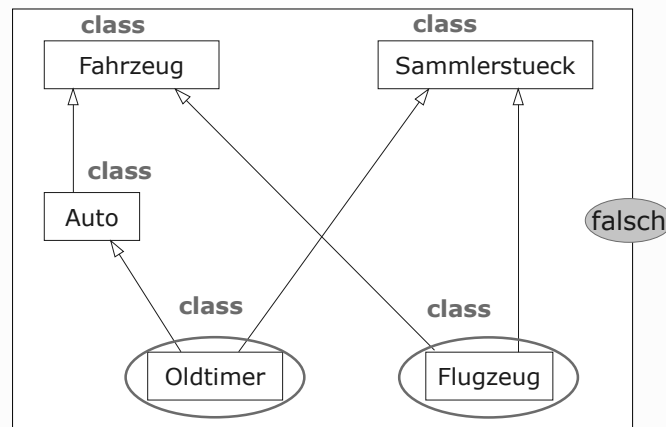 class
class
Fahrzeug
Sammlerstueck
class
Auto
falsch
class
class
Oldtimer
Flugzeug